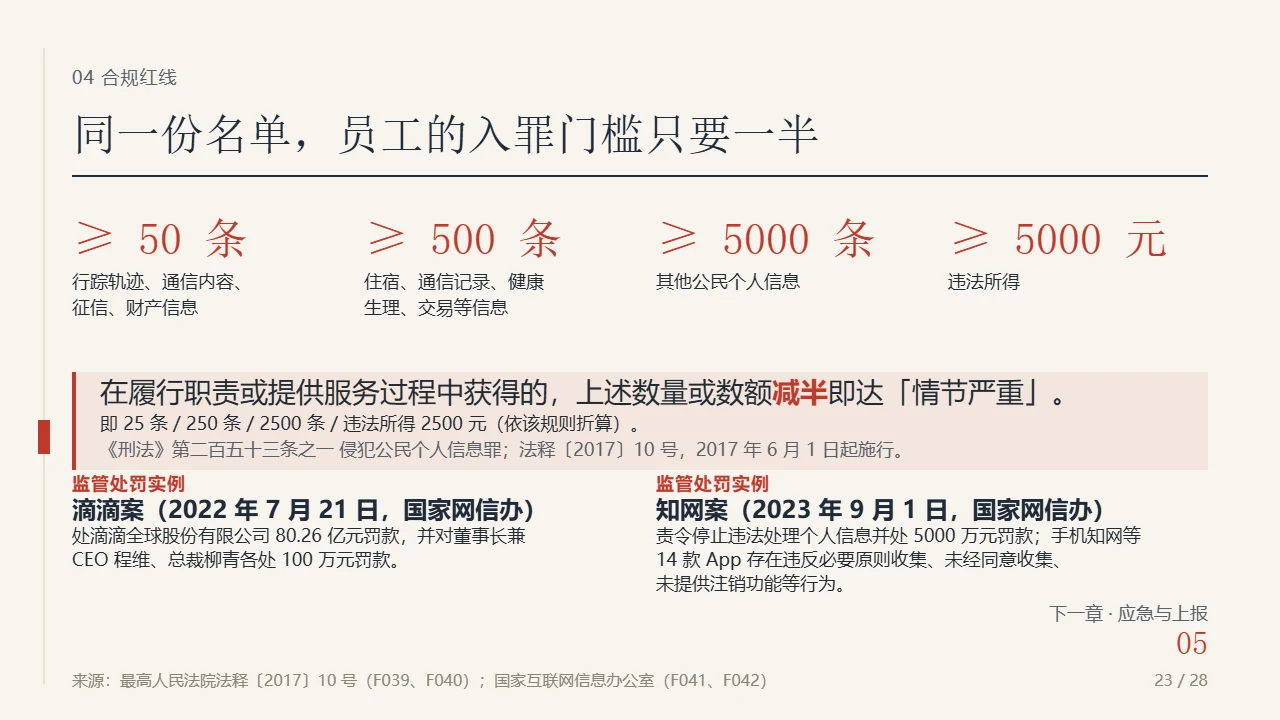 04 合规红线
同一份名单，员工的入罪门槛只要一半
≥ 50 条
行踪轨迹、通信内容、
征信、财产信息
≥ 500 条
住宿、通信记录、健康
生理、交易等信息
≥ 5000 条
其他公民个人信息
≥ 5000 元
违法所得
在履行职责或提供服务过程中获得的，上述数量或数额减半即达「情节严重」。
即 25 条 / 250 条 / 2500 条 / 违法所得 2500 元（依该规则折算）。
《刑法》第二百五十三条之一 侵犯公民个人信息罪；法释〔2017〕10 号，2017 年 6 月 1 日起施行。
监管处罚实例
滴滴案（2022 年 7 月 21 日，国家网信办）
处滴滴全球股份有限公司 80.26 亿元罚款，并对董事长兼
CEO 程维、总裁柳青各处 100 万元罚款。
监管处罚实例
知网案（2023 年 9 月 1 日，国家网信办）
责令停止违法处理个人信息并处 5000 万元罚款；手机知网等
14 款 App 存在违反必要原则收集、未经同意收集、
未提供注销功能等行为。
下一章 · 应急与上报
05
来源：最高人民法院法释〔2017〕10 号（F039、F040）；国家互联网信息办公室（F041、F042）
23 / 28